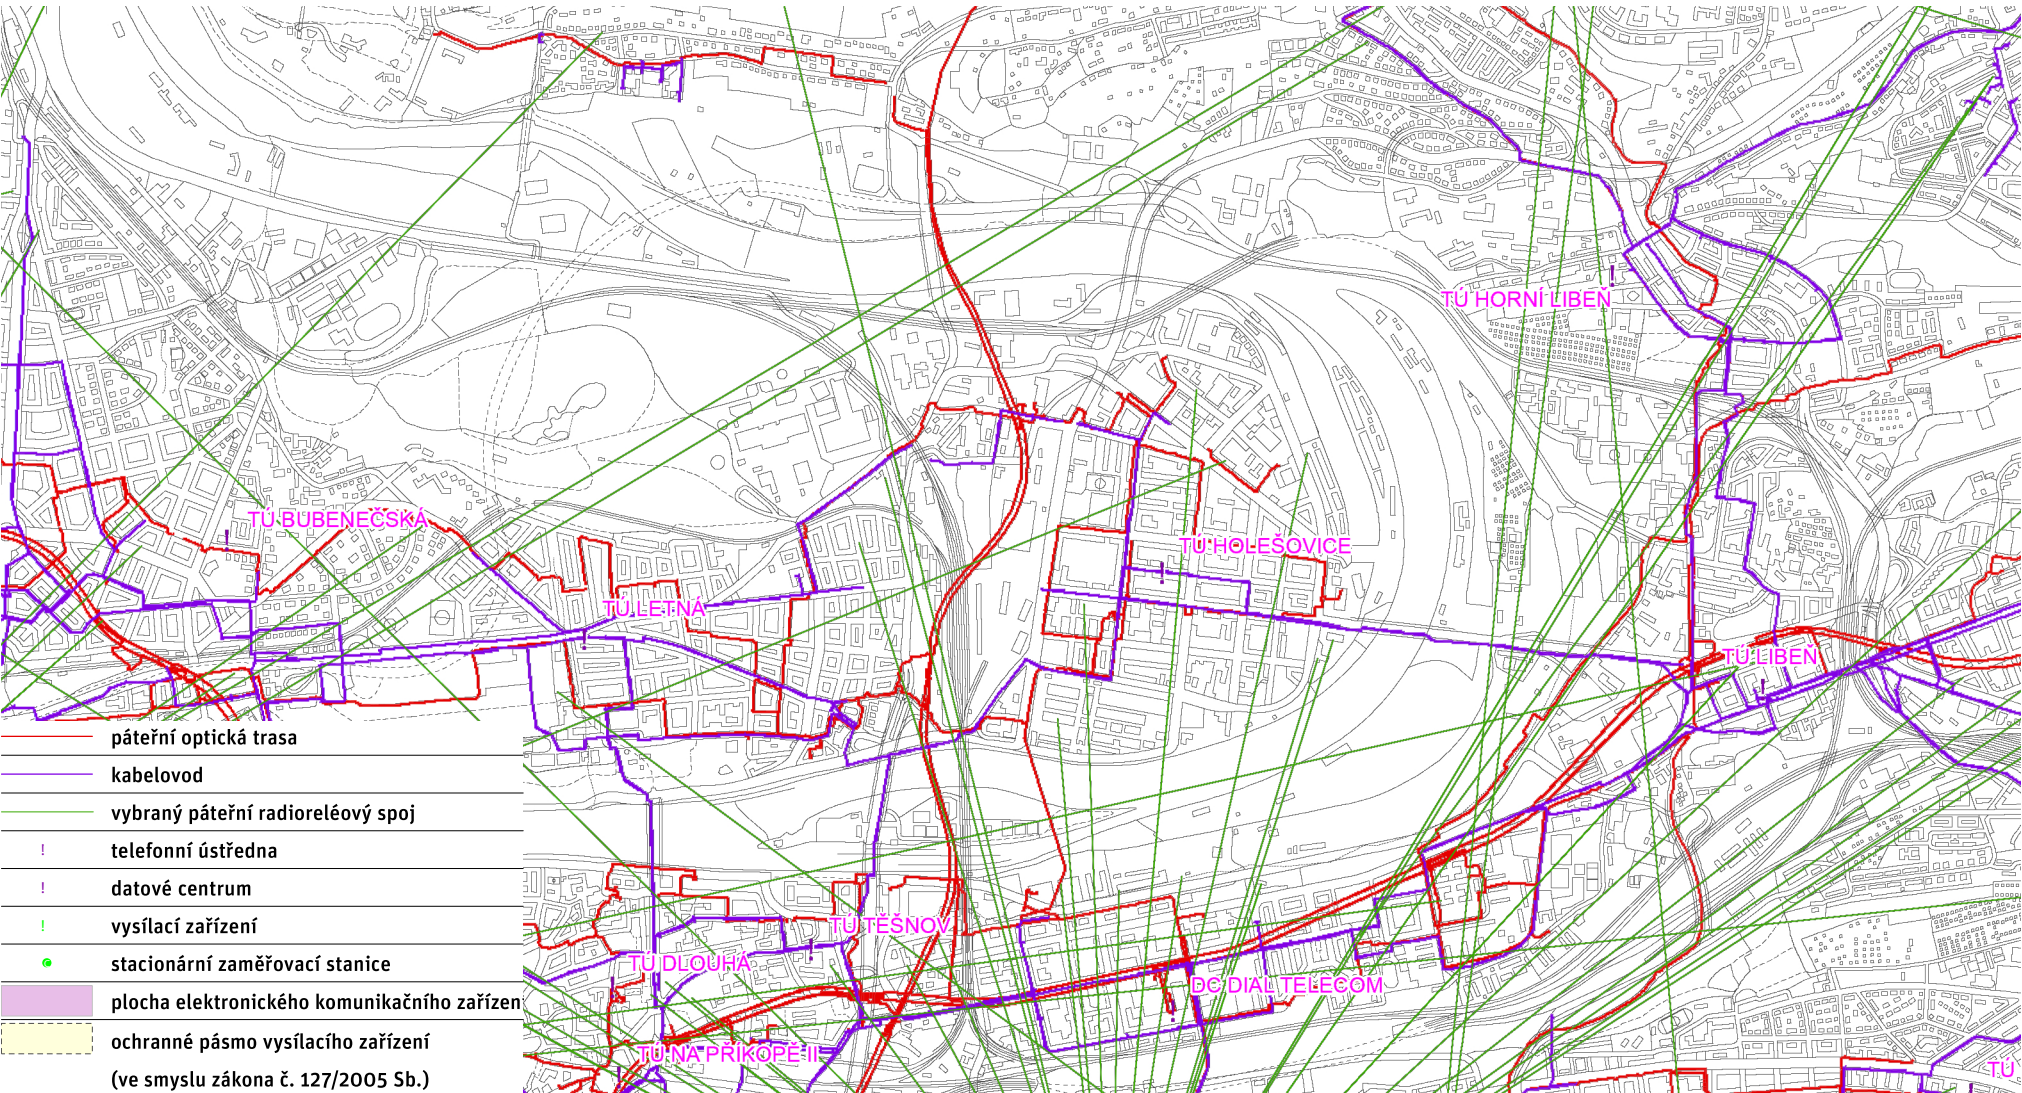 TÚ HORNÍ LIBEŇ
TÚ BUBENEČSKÁ
TÚ HOLEŠOVICE
TÚ LETNÁ
TÚ LIBEŇ
páteřní optická trasa
kabelovod
vybraný páteřní radioreléový spoj
! telefonní ústředna
! datové centrum
! vysílací zařízení
stacionární zaměřovací stanice
plocha elektronického komunikačního zařízen
ochranné pásmo vysílacího zařízení
(ve smyslu zákona č. 127/2005 Sb.)
TÚ TĚŠNOV
TÚ DLOUHÁ
DC DIAL TELECOM
TÚ NA PŘÍKOPĚ II
TÚ